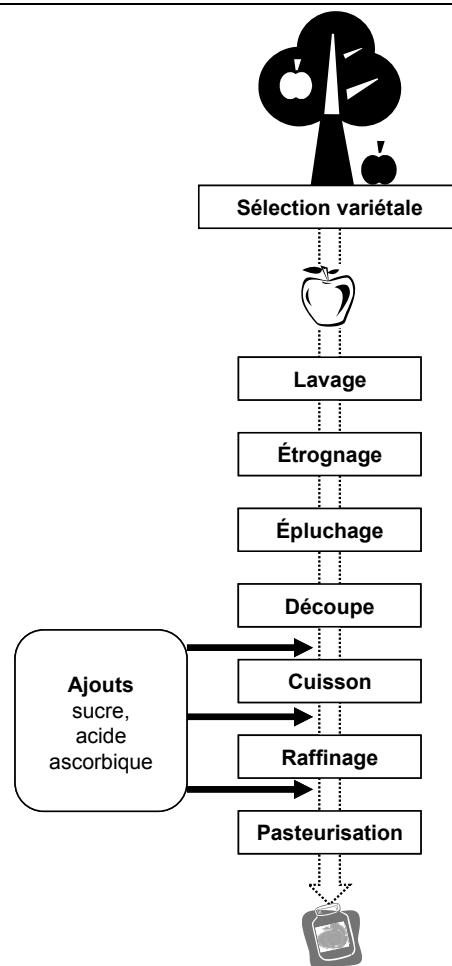 Sélection variétale
Lavage
Étrognage
Épluchage
Découpe
Ajouts
sucre,
acide
ascorbique
Cuisson
Raffinage
Pasteurisation